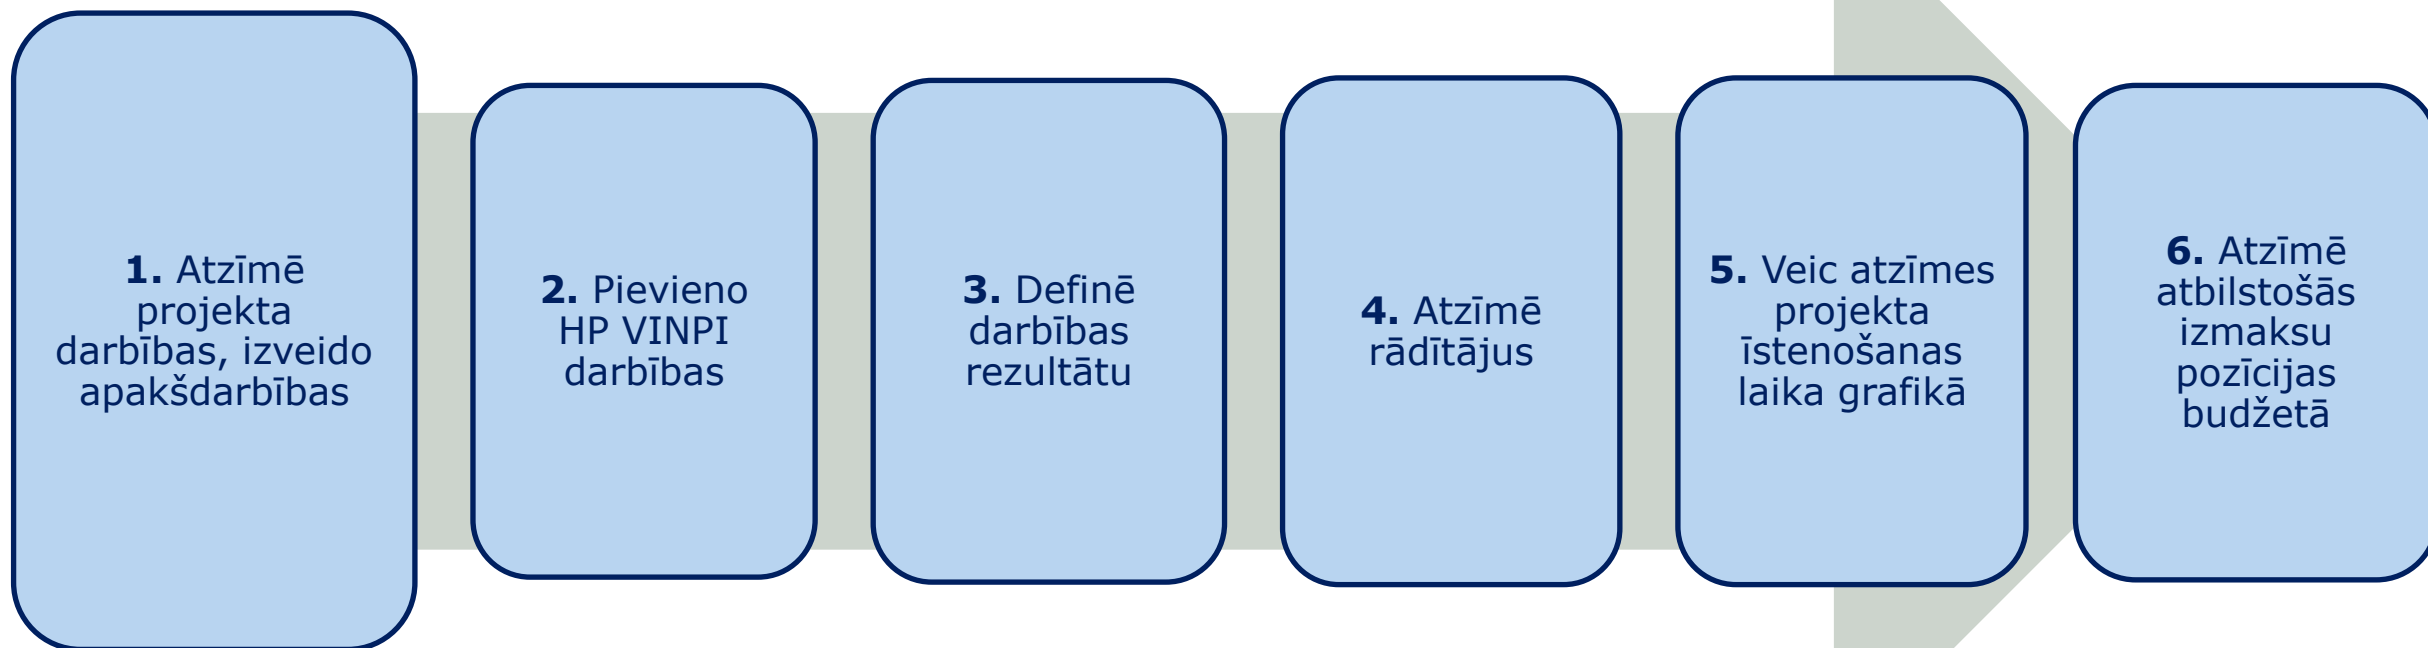 1. Atzīmē
projekta
darbības, izveido
apakšdarbības
2. Pievieno
HP VINPI
darbības
3. Definē
darbības
rezultātu
4. Atzīmē
rādītājus
5. Veic atzīmes
projekta
īstenošanas
laika grafikā
6. Atzīmē
atbilstošās
izmaksu
pozīcijas
budžetā